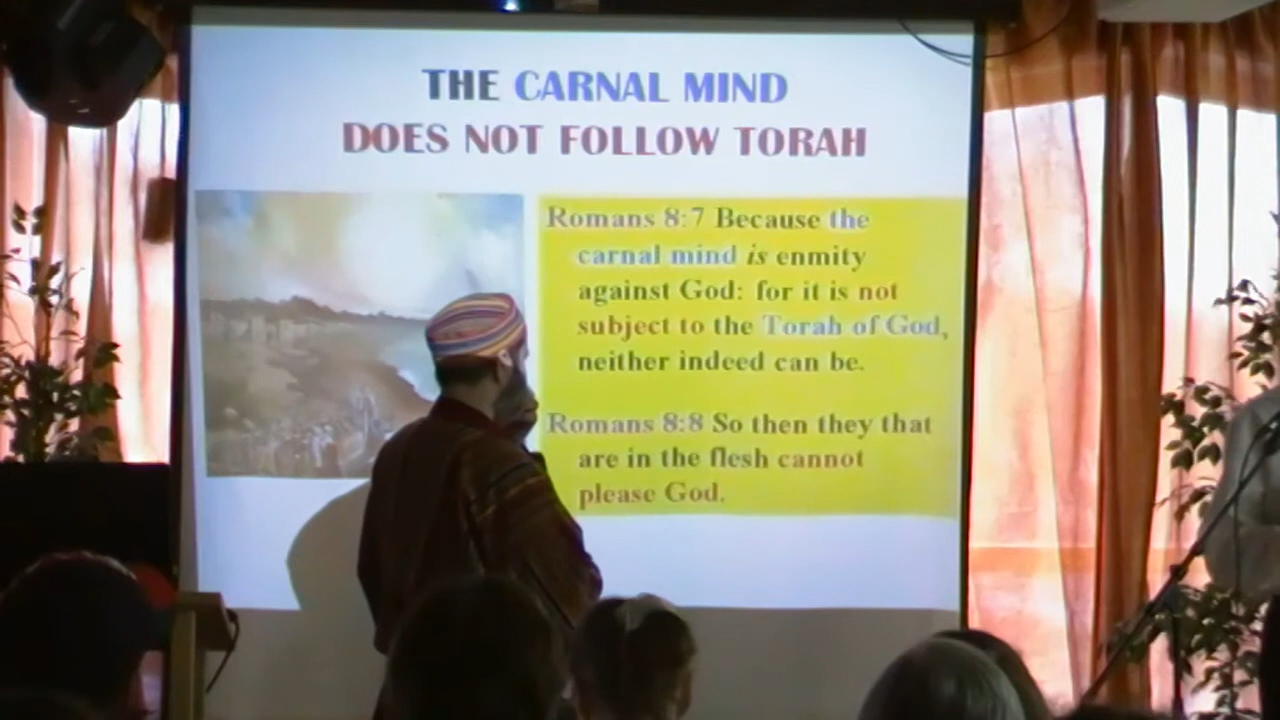 THE CARNAL MIND
DOES NOT FOLLOW TORAH
Romans 8:7 Because the
carnal mind is enmity
against God: for it is not
subject to the Torah of God,
neither indeed can be.
Romans 8:8 So then they that
are in the flesh cannot
please God.